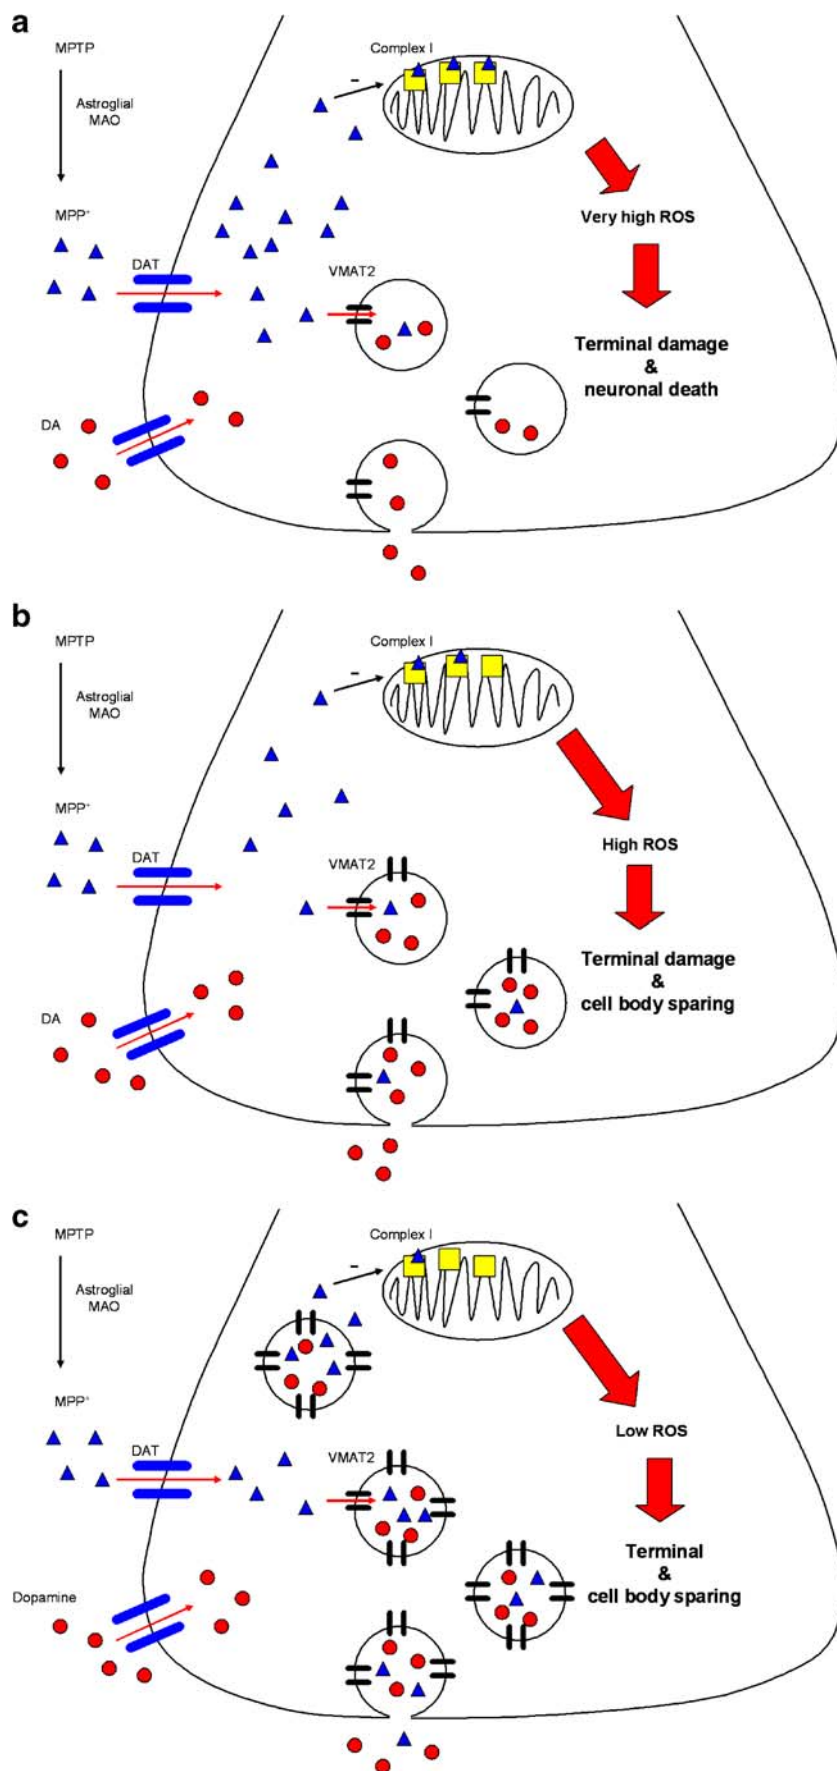 a
MPTP
Complex I
Astroglial
MAO
–
MPP⁺
Very high ROS
DAT
VMAT2
Terminal damage
&
neuronal death
DA
b
MPTP
Complex I
Astroglial
MAO
–
MPP⁺
High ROS
DAT
VMAT2
Terminal damage
&
cell body sparing
DA
c
MPTP
Complex I
Astroglial
MAO
–
MPP⁺
Low ROS
DAT
VMAT2
Terminal
&
cell body sparing
Dopamine